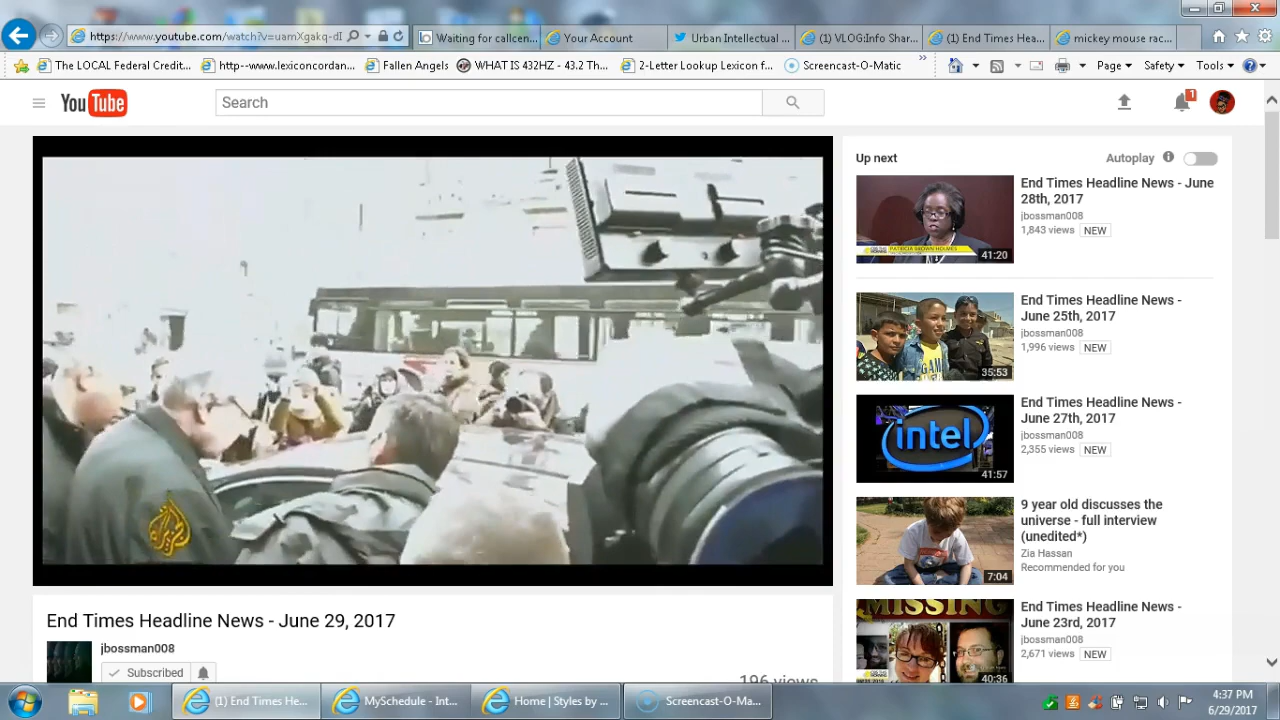 https://www.youtube.com/watch?v=uamXgakq-dI
Waiting for callcen...
Your Account
Urban Intellectual ...
(1) VLOG:Info Shar...
(1) End Times Hea...
mickey mouse rac...
The LOCAL Federal Credit...
http--www.lexiconcordan...
Fallen Angels
WHAT IS 432HZ - 43.2 Th...
2-Letter Lookup Lexicon f...
Screencast-O-Matic
»
Page
Safety
Tools
YouTube
Search
1
Up next
Autoplay
End Times Headline News - June
28th, 2017
jbossman008
1,843 views NEW
PATRICIA BROWN HOLMES
41:20
End Times Headline News -
June 25th, 2017
jbossman008
1,996 views NEW
GAM
35:53
End Times Headline News -
June 27th, 2017
jbossman008
2,355 views NEW
intel
41:57
9 year old discusses the
universe - full interview
(unedited*)
Zia Hassan
Recommended for you
7:04
End Times Headline News -
June 23rd, 2017
jbossman008
2,671 views NEW
MISSING
40:36
End Times Headline News - June 29, 2017
jbossman008
Subscribed
196 views
(1) End Times He...
MySchedule - Int...
Home | Styles by ...
Screencast-O-Ma...
4:37 PM
6/29/2017